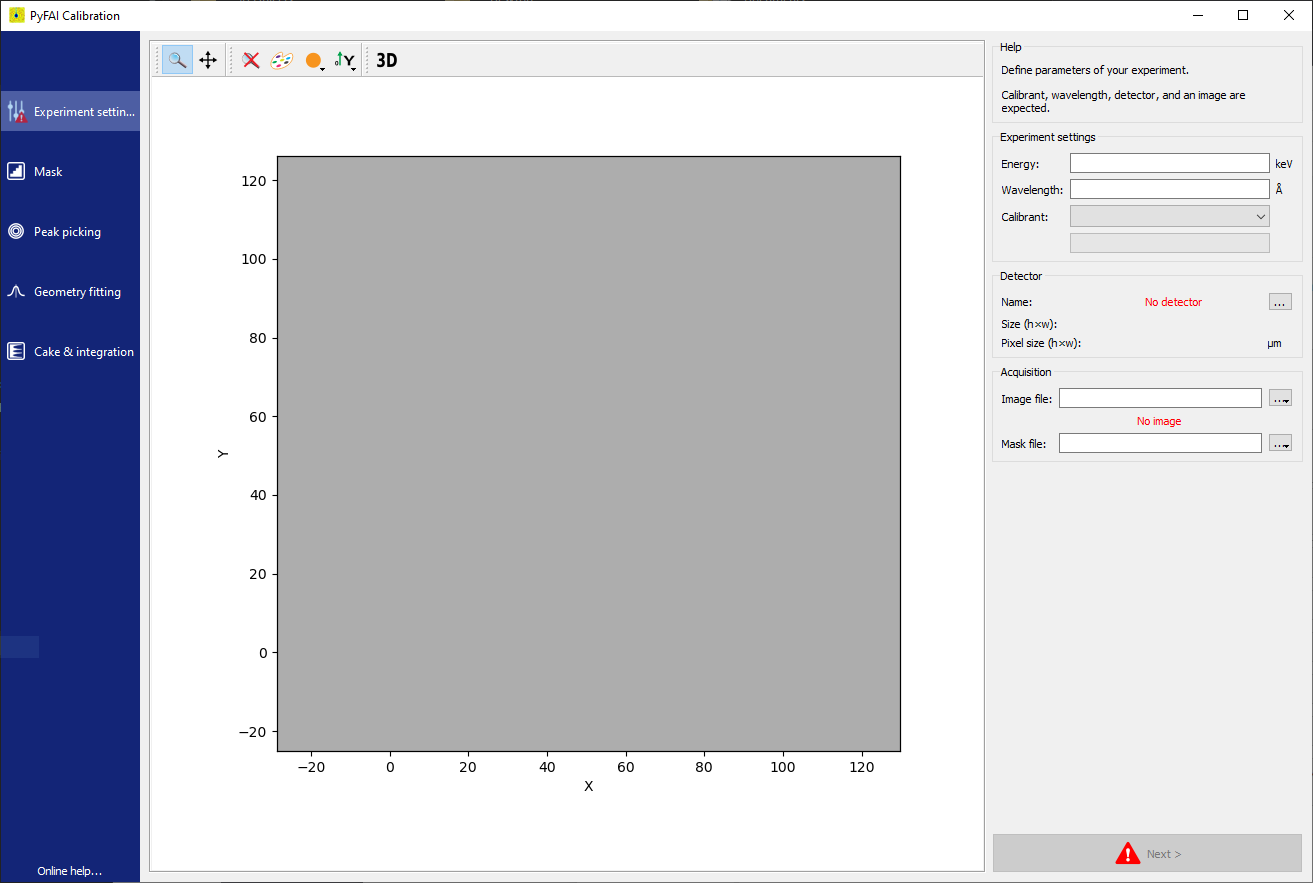 PyFAI Calibration
3D
Experiment settin...
Mask
Peak picking
Geometry fitting
Cake & integration
Online help...
120
100
80
60
40
20
0
−20
Y
−20 0 20 40 60 80 100 120
X
Help
Define parameters of your experiment.
Calibrant, wavelength, detector, and an image are
expected.
Experiment settings
Energy: keV
Wavelength: Å
Calibrant:
Detector
Name: No detector ...
Size (h×w):
Pixel size (h×w): µm
Acquisition
Image file: ...
No image
Mask file: ...
Next >